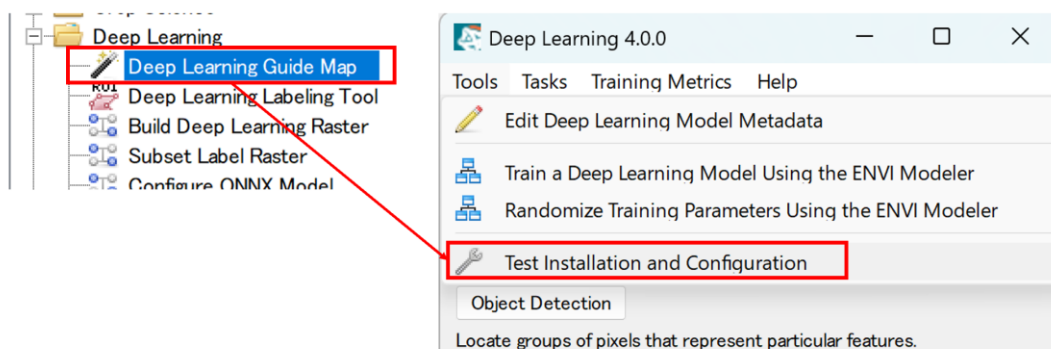 Deep Learning
Deep Learning Guide Map
ROI
Deep Learning Labeling Tool
Build Deep Learning Raster
Subset Label Raster
Configure ONNX Model
Deep Learning 4.0.0
Tools Tasks Training Metrics Help
Edit Deep Learning Model Metadata
Train a Deep Learning Model Using the ENVI Modeler
Randomize Training Parameters Using the ENVI Modeler
Test Installation and Configuration
Object Detection
Locate groups of pixels that represent particular features.